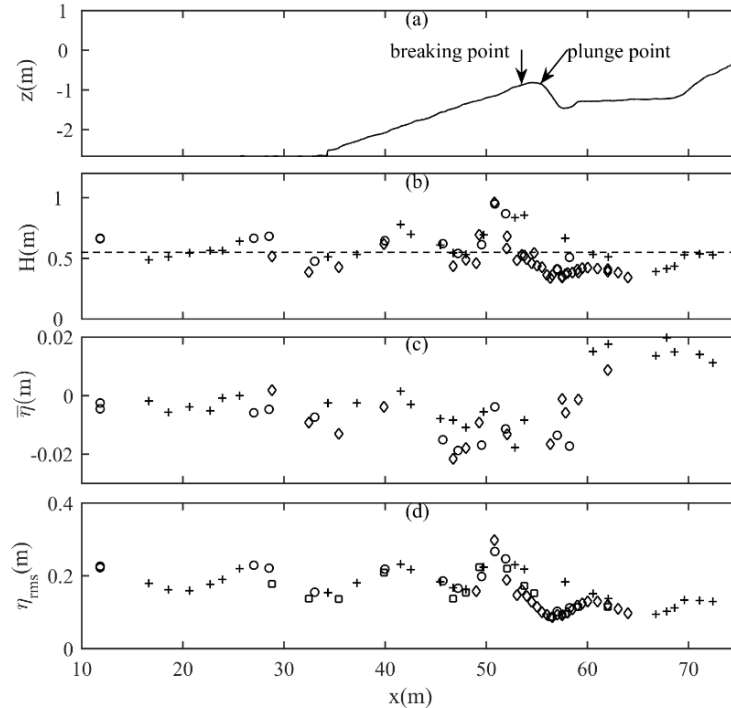 1
(a)
0
breaking point
plunge point
z(m)
-1
-2
(b)
1
H(m)
0.5
0
0.02
(c)
0
η̅(m)
-0.02
0.4
(d)
ηrms(m)
0.2
0
10 20 30 40 50 60 70
x(m)